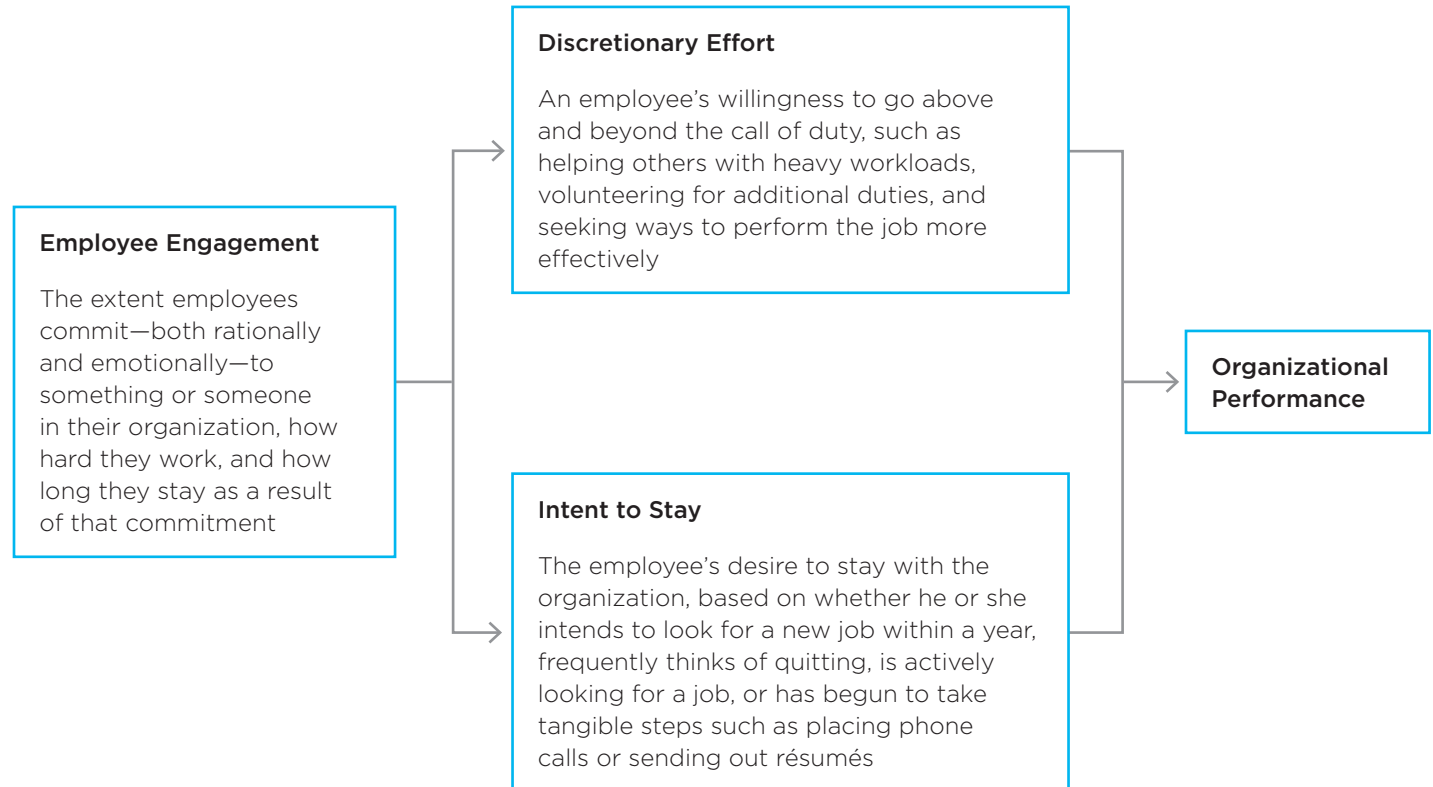 Employee Engagement
The extent employees
commit—both rationally
and emotionally—to
something or someone
in their organization, how
hard they work, and how
long they stay as a result
of that commitment
Discretionary Effort
An employee’s willingness to go above
and beyond the call of duty, such as
helping others with heavy workloads,
volunteering for additional duties, and
seeking ways to perform the job more
effectively
Intent to Stay
The employee’s desire to stay with the
organization, based on whether he or she
intends to look for a new job within a year,
frequently thinks of quitting, is actively
looking for a job, or has begun to take
tangible steps such as placing phone
calls or sending out résumés
Organizational
Performance